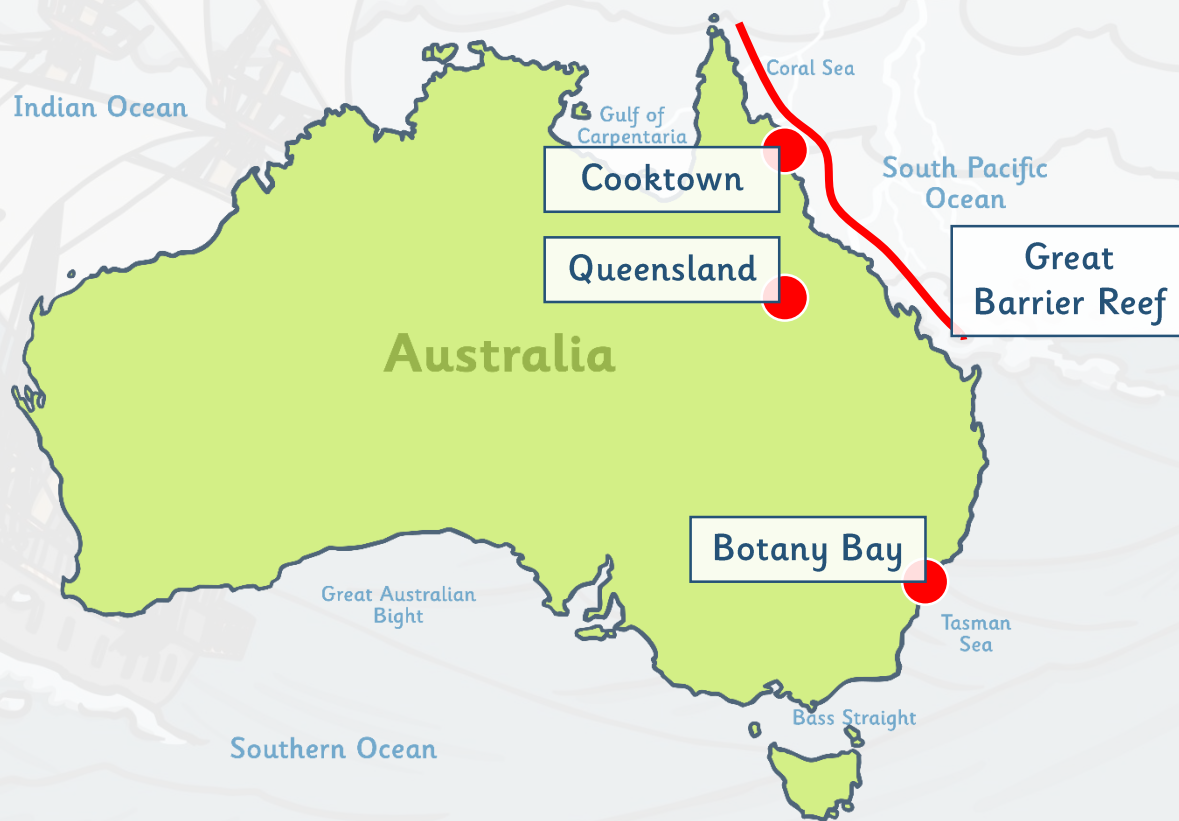 Coral Sea
Indian Ocean
Gulf of
Carpentaria
South Pacific
Ocean
Cooktown
Queensland
Great
Barrier Reef
Australia
Botany Bay
Great Australian
Bight
Tasman
Sea
Bass Straight
Southern Ocean